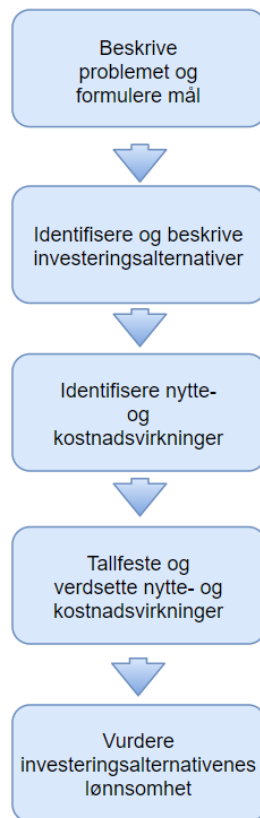 Beskrive
problemet og
formulere mål
Identifisere og beskrive
investeringsalternativer
Identifisere nytte-
og
kostnadsvirkninger
Tallfeste og
verdsette nytte- og
kostnadsvirkninger
Vurdere
investeringsalternativenes
lønnsomhet